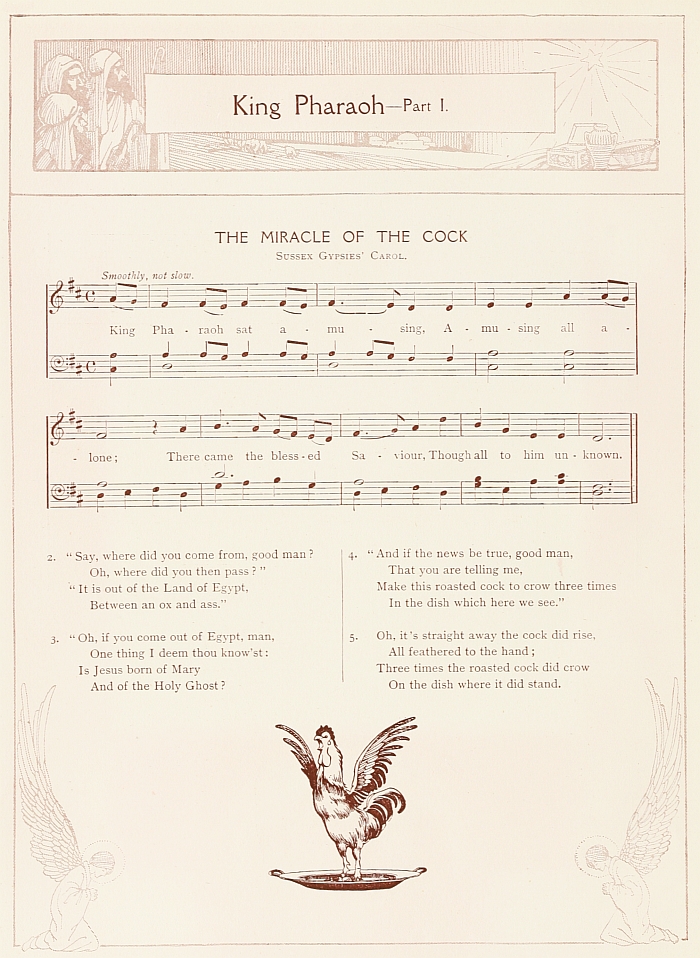 King Pharaoh—Part I.
THE MIRACLE OF THE COCK
SUSSEX GYPSIES' CAROL.
Smoothly, not slow.
King Pha - raoh sat a - mu - sing, A - mu - sing all a -
- lone; There came the bless - ed Sa - viour, Though all to him un - known.
2. “Say, where did you come from, good man?
Oh, where did you then pass?”
“It is out of the Land of Egypt,
Between an ox and ass.”
3. “Oh, if you come out of Egypt, man,
One thing I deem thou know'st:
Is Jesus born of Mary
And of the Holy Ghost?
4. “And if the news be true, good man,
That you are telling me,
Make this roasted cock to crow three times
In the dish which here we see.”
5. Oh, it's straight away the cock did rise,
All feathered to the hand;
Three times the roasted cock did crow
On the dish where it did stand.